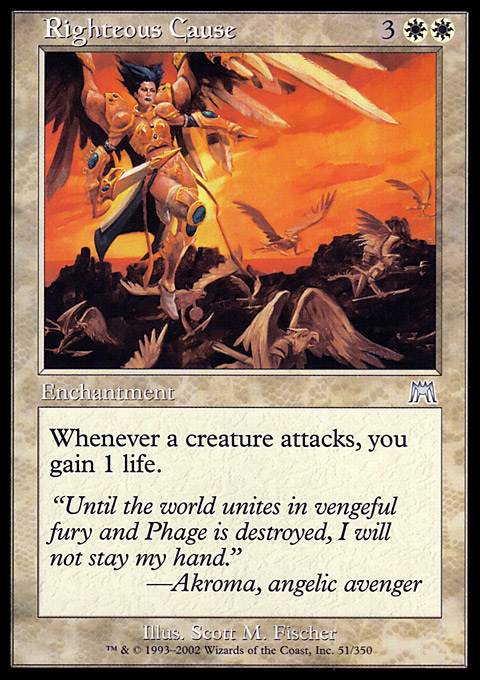 Righteous Cause 3
Enchantment
Whenever a creature attacks, you
gain 1 life.
“Until the world unites in vengeful
fury and Phage is destroyed, I will
not stay my hand.”
—Akroma, angelic avenger
Illus. Scott M. Fischer
™ & © 1993–2002 Wizards of the Coast, Inc. 51/350